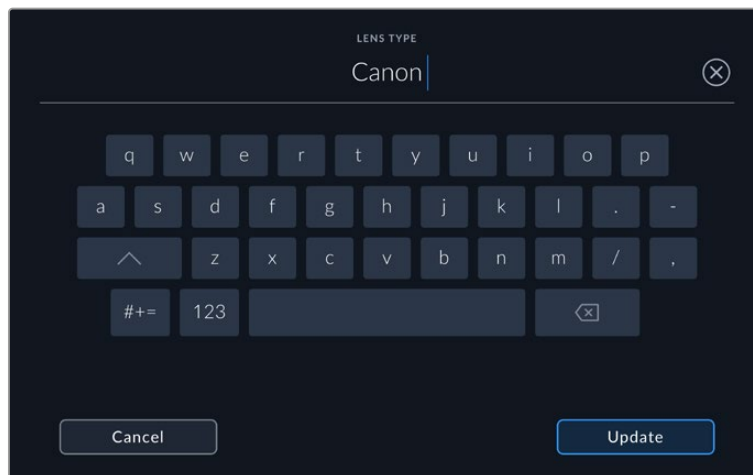 LENS TYPE
Canon
q w e r t y u i o p
a s d f g h j k l . -
z x c v b n m / ,
#+= 123
Cancel Update